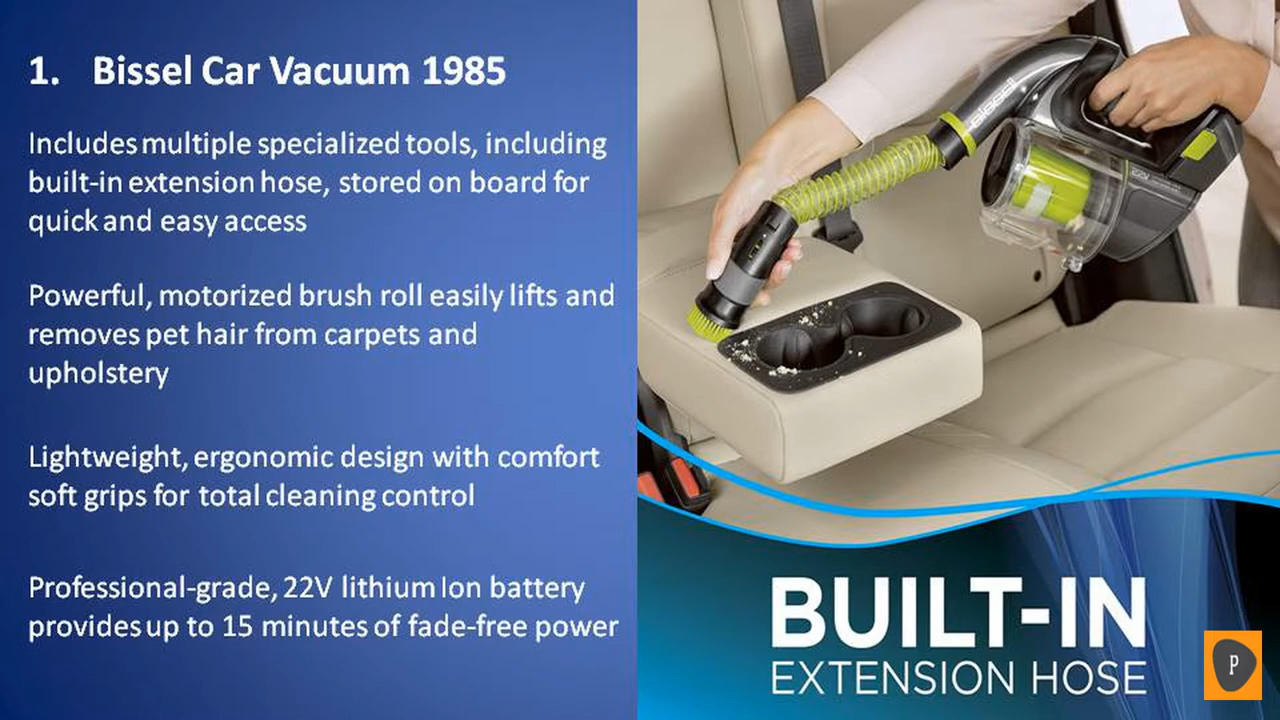 1. Bissel Car Vacuum 1985
Includes multiple specialized tools, including
built-in extension hose, stored on board for
quick and easy access
Powerful, motorized brush roll easily lifts and
removes pet hair from carpets and
upholstery
Lightweight, ergonomic design with comfort
soft grips for total cleaning control
Professional-grade, 22V lithium Ion battery
provides up to 15 minutes of fade-free power
BISSELL
BUILT-IN
EXTENSION HOSE
P